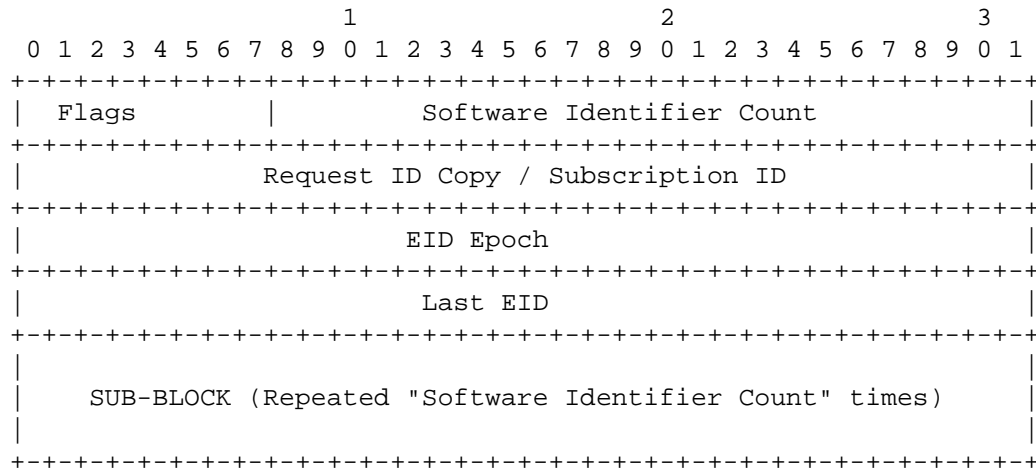 1                   2                   3
 0 1 2 3 4 5 6 7 8 9 0 1 2 3 4 5 6 7 8 9 0 1 2 3 4 5 6 7 8 9 0 1
+-+-+-+-+-+-+-+-+-+-+-+-+-+-+-+-+-+-+-+-+-+-+-+-+-+-+-+-+-+-+-+-+
|  Flags        |         Software Identifier Count             |
+-+-+-+-+-+-+-+-+-+-+-+-+-+-+-+-+-+-+-+-+-+-+-+-+-+-+-+-+-+-+-+-+
|               Request ID Copy / Subscription ID               |
+-+-+-+-+-+-+-+-+-+-+-+-+-+-+-+-+-+-+-+-+-+-+-+-+-+-+-+-+-+-+-+-+
|                        EID Epoch                              |
+-+-+-+-+-+-+-+-+-+-+-+-+-+-+-+-+-+-+-+-+-+-+-+-+-+-+-+-+-+-+-+-+
|                         Last EID                              |
+-+-+-+-+-+-+-+-+-+-+-+-+-+-+-+-+-+-+-+-+-+-+-+-+-+-+-+-+-+-+-+-+
|                                                               |
|    SUB-BLOCK (Repeated "Software Identifier Count" times)     |
|                                                               |
+-+-+-+-+-+-+-+-+-+-+-+-+-+-+-+-+-+-+-+-+-+-+-+-+-+-+-+-+-+-+-+-+